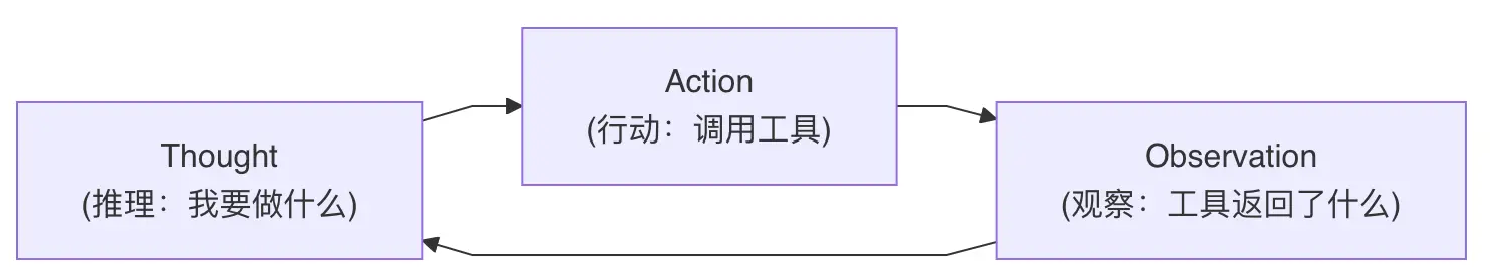 Thought
(推理：我要做什么)
Action
(行动：调用工具)
Observation
(观察：工具返回了什么)